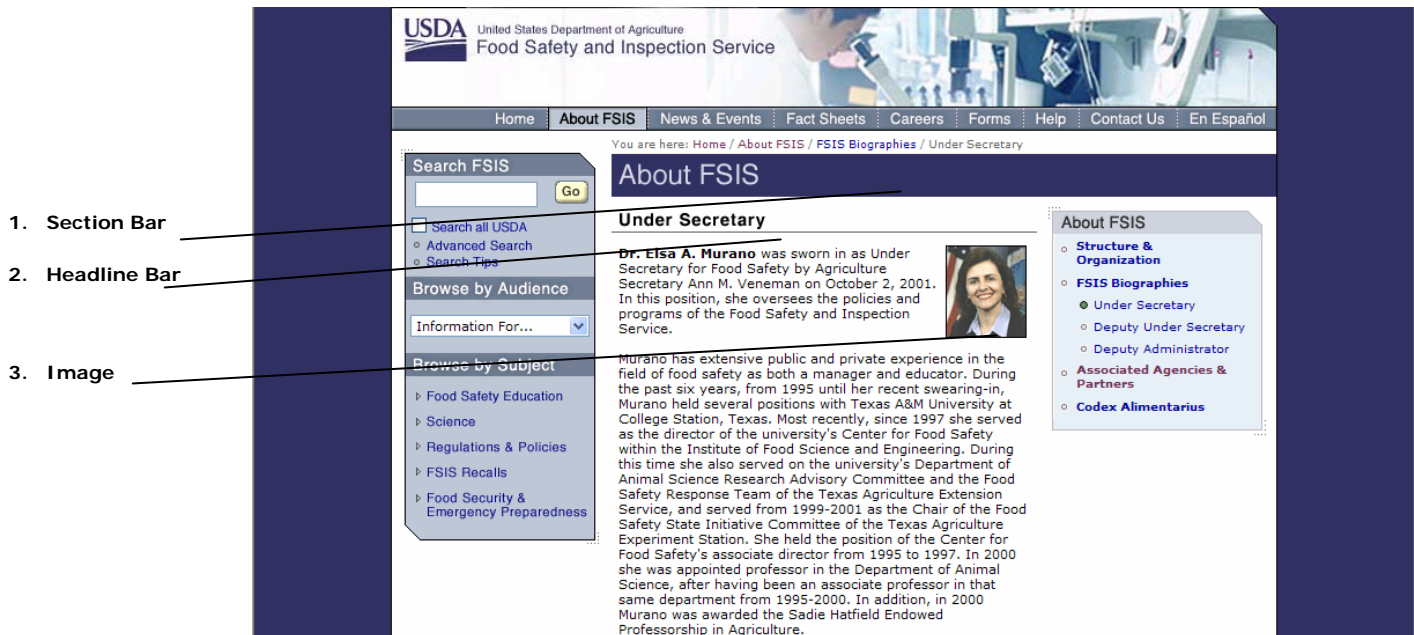 USDA
United States Department of Agriculture
Food Safety and Inspection Service
Home About FSIS News & Events Fact Sheets Careers Forms Help Contact Us En Español
You are here: Home / About FSIS / FSIS Biographies / Under Secretary
About FSIS
1. Section Bar
2. Headline Bar
3. Image
Search FSIS
Go
Search all USDA
Advanced Search
Search Tips
Browse by Audience
Information For...
Browse by Subject
Food Safety Education
Science
Regulations & Policies
FSIS Recalls
Food Security &
Emergency Preparedness
Under Secretary
Dr. Elsa A. Murano was sworn in as Under
Secretary for Food Safety by Agriculture
Secretary Ann M. Veneman on October 2, 2001.
In this position, she oversees the policies and
programs of the Food Safety and Inspection
Service.
Murano has extensive public and private experience in the
field of food safety as both a manager and educator. During
the past six years, from 1995 until her recent swearing-in,
Murano held several positions with Texas A&M University at
College Station, Texas. Most recently, since 1997 she served
as the director of the university's Center for Food Safety
within the Institute of Food Science and Engineering. During
this time she also served on the university's Department of
Animal Science Research Advisory Committee and the Food
Safety Response Team of the Texas Agriculture Extension
Service, and served from 1999-2001 as the Chair of the Food
Safety State Initiative Committee of the Texas Agriculture
Experiment Station. She held the position of the Center for
Food Safety's associate director from 1995 to 1997. In 2000
she was appointed professor in the Department of Animal
Science, after having been an associate professor in that
same department from 1995-2000. In addition, in 2000
Murano was awarded the Sadie Hatfield Endowed
Professorship in Agriculture.
About FSIS
Structure &
Organization
FSIS Biographies
Under Secretary
Deputy Under Secretary
Deputy Administrator
Associated Agencies &
Partners
Codex Alimentarius